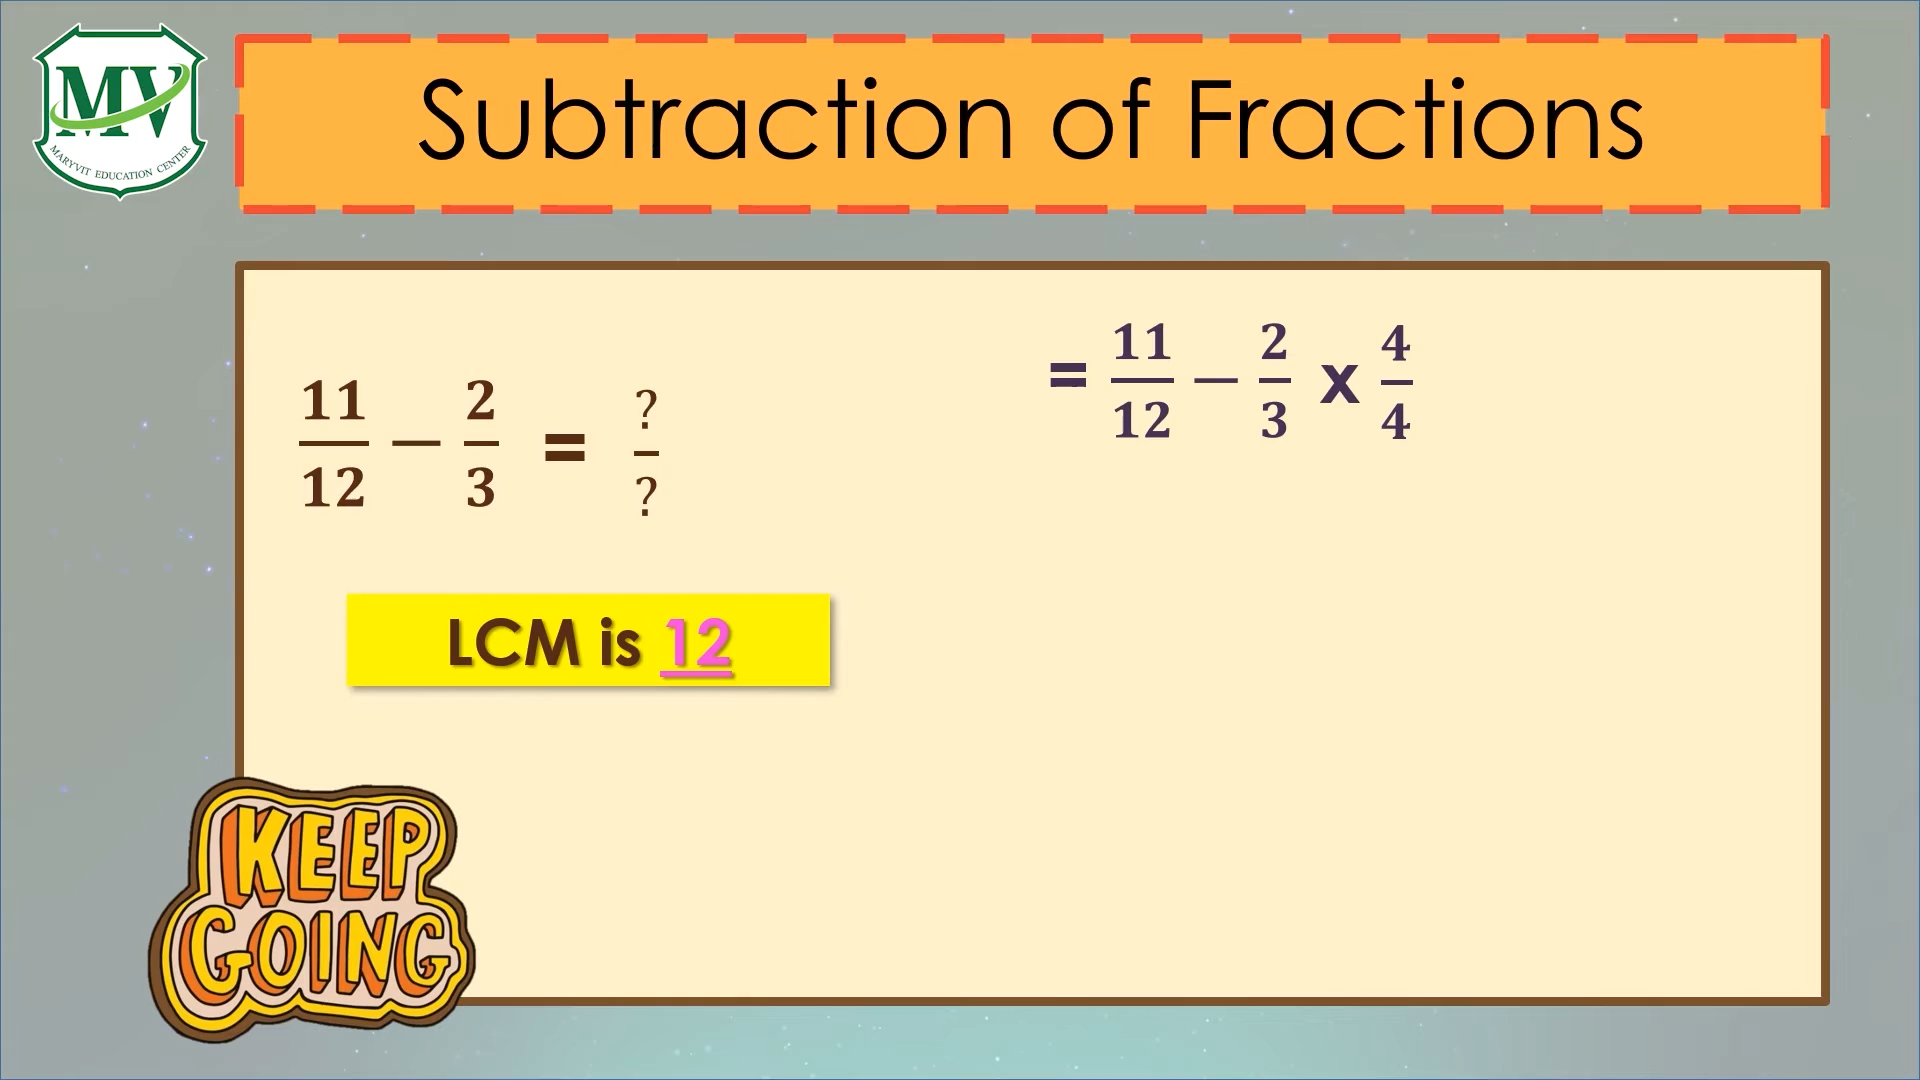 MV
MARYVIT EDUCATION CENTER
Subtraction of Fractions
11/12 − 2/3 = ?/?
= 11/12 − 2/3 x 4/4
LCM is 12
KEEP
GOING